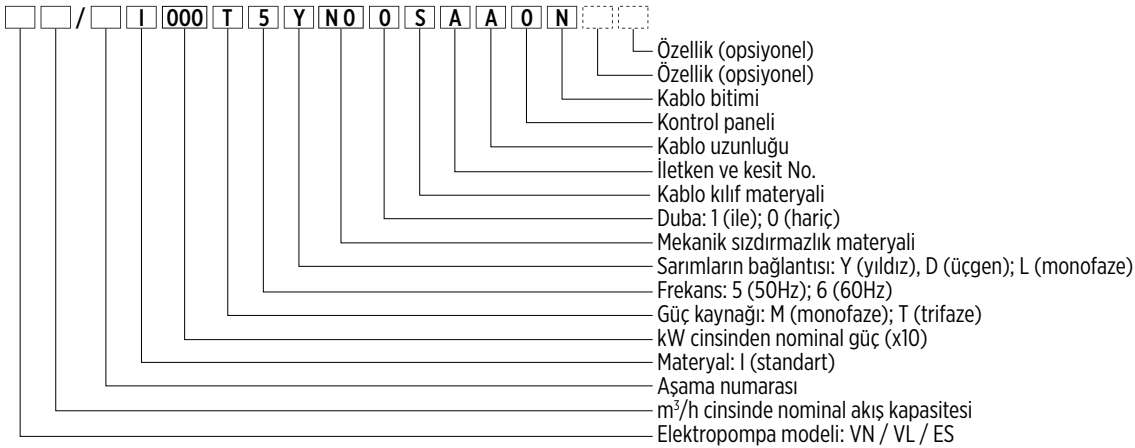 / I 000 T 5 Y N0 0 S A A 0 N
Özellik (opsiyonel)
Özellik (opsiyonel)
Kablo bitimi
Kontrol paneli
Kablo uzunluğu
İletken ve kesit No.
Kablo kılıf materyali
Duba: 1 (ile); 0 (hariç)
Mekanik sızdırmazlık materyali
Sarımların bağlantısı: Y (yıldız), D (üçgen); L (monofaze)
Frekans: 5 (50Hz); 6 (60Hz)
Güç kaynağı: M (monofaze); T (trifaze)
kW cinsinden nominal güç (x10)
Materyal: I (standart)
Aşama numarası
m³/h cinsinde nominal akış kapasitesi
Elektropompa modeli: VN / VL / ES